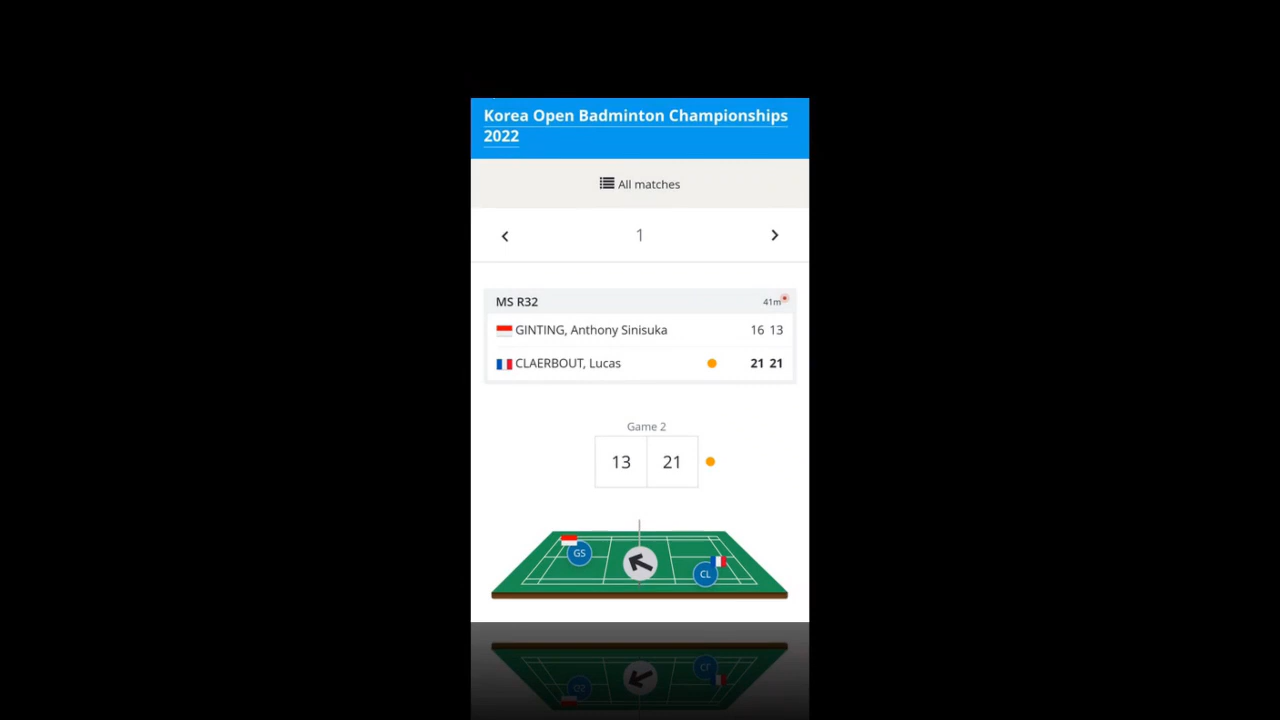 Korea Open Badminton Championships
2022
All matches
1
MS R32
41m
GINTING, Anthony Sinisuka 16 13
CLAERBOUT, Lucas 21 21
Game 2
13 21
GS
CL